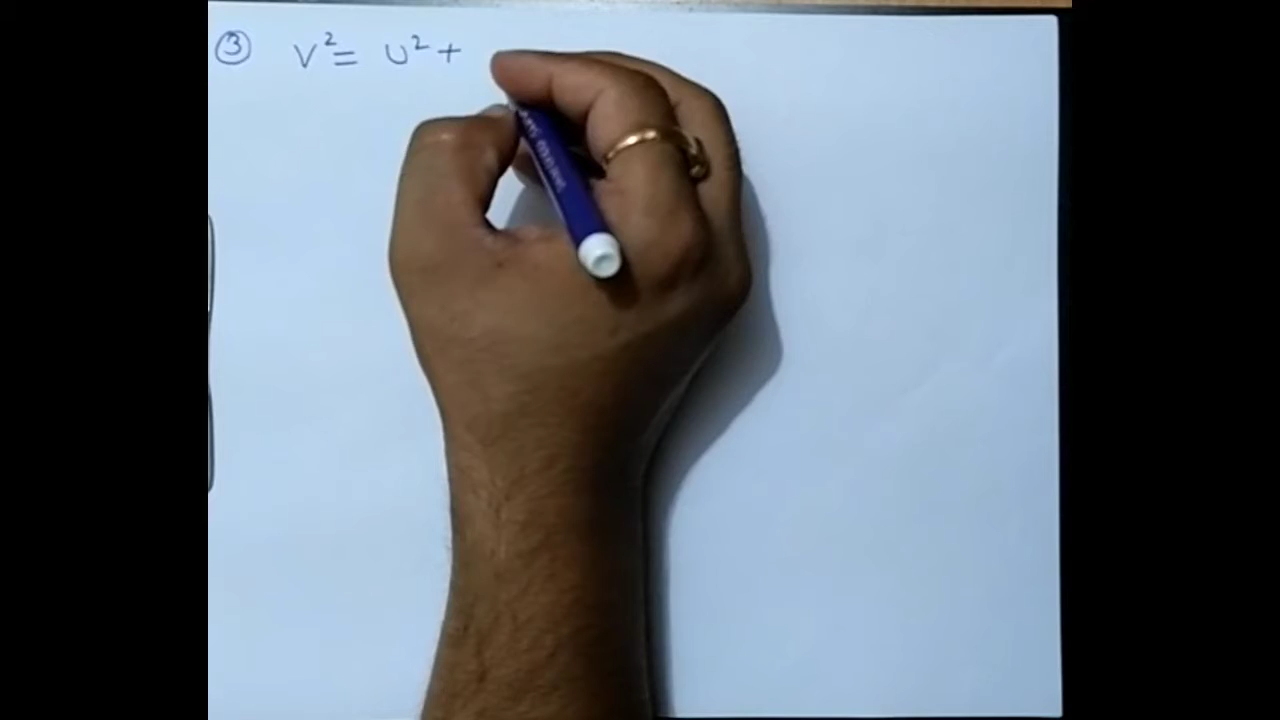 ③ V² = U² +